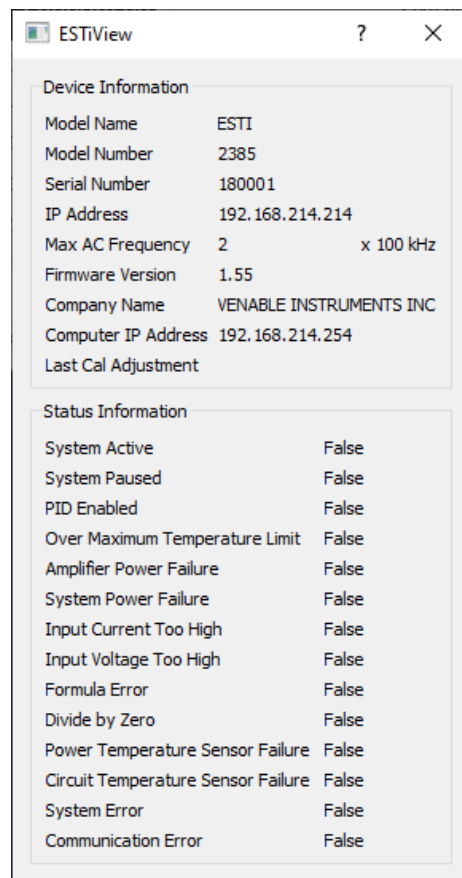 ESTiView ? ×
Device Information
Model Name ESTI
Model Number 2385
Serial Number 180001
IP Address 192.168.214.214
Max AC Frequency 2 x 100 kHz
Firmware Version 1.55
Company Name VENABLE INSTRUMENTS INC
Computer IP Address 192.168.214.254
Last Cal Adjustment
Status Information
System Active False
System Paused False
PID Enabled False
Over Maximum Temperature Limit False
Amplifier Power Failure False
System Power Failure False
Input Current Too High False
Input Voltage Too High False
Formula Error False
Divide by Zero False
Power Temperature Sensor Failure False
Circuit Temperature Sensor Failure False
System Error False
Communication Error False